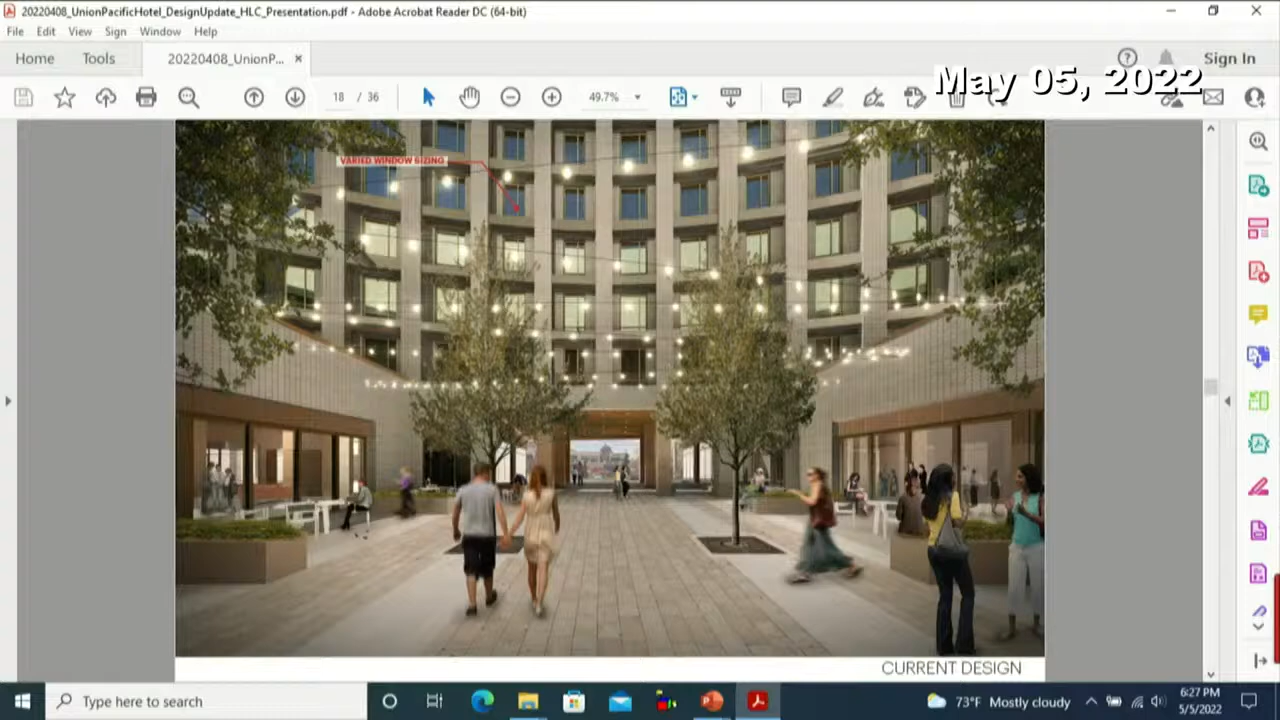 20220408_UnionPacificHotel_DesignUpdate_HLC_Presentation.pdf - Adobe Acrobat Reader DC (64-bit)
File Edit View Sign Window Help
Home Tools 20220408_UnionP... × Sign In
May 05, 2022
18 / 36 49.7%
VARIED WINDOW SIZING
CURRENT DESIGN
Type here to search
73°F Mostly cloudy
6:27 PM
5/5/2022